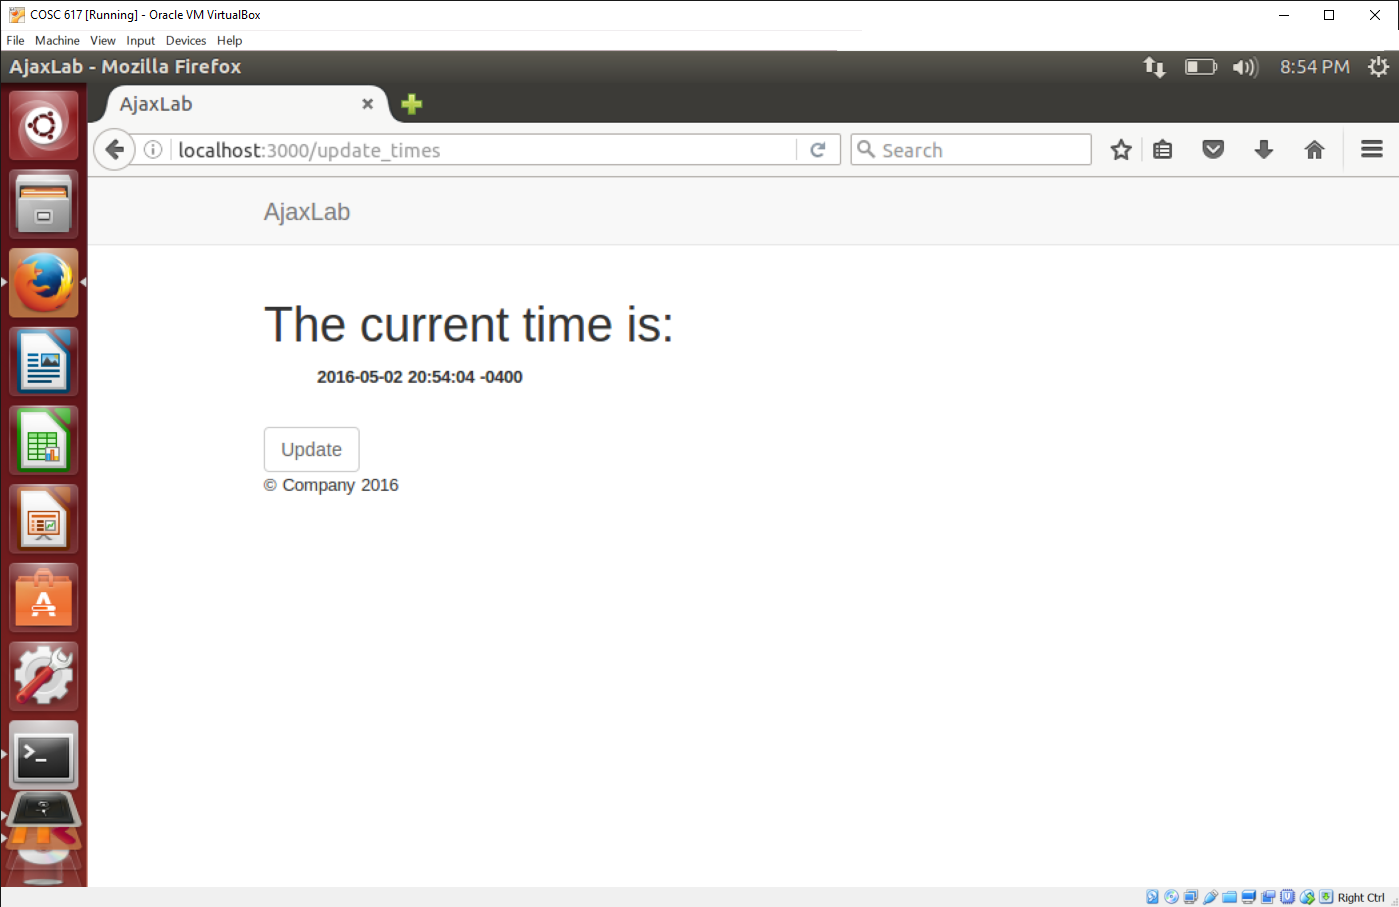 COSC 617 [Running] - Oracle VM VirtualBox
File Machine View Input Devices Help
AjaxLab - Mozilla Firefox
8:54 PM
AjaxLab
localhost:3000/update_times
Search
AjaxLab
The current time is:
2016-05-02 20:54:04 -0400
Update
© Company 2016
Right Ctrl